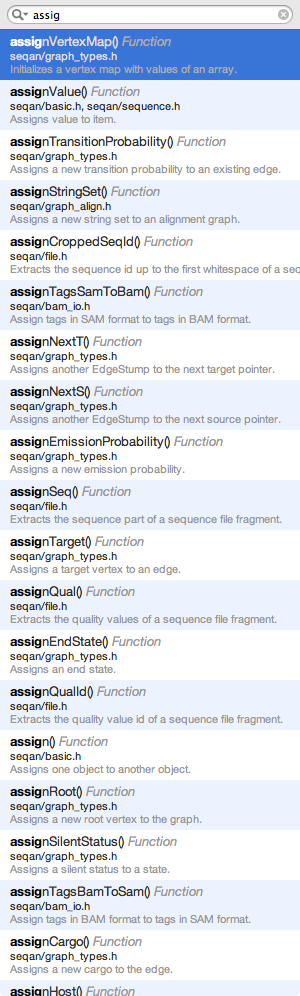 assig
assignVertexMap() Function
seqan/graph_types.h
Initializes a vertex map with values of an array.
assignValue() Function
seqan/basic.h, seqan/sequence.h
Assigns value to item.
assignTransitionProbability() Function
seqan/graph_types.h
Assigns a new transition probability to an existing edge.
assignStringSet() Function
seqan/graph_align.h
Assigns a new string set to an alignment graph.
assignCroppedSeqId() Function
seqan/file.h
Extracts the sequence id up to the first whitespace of a seq
assignTagsSamToBam() Function
seqan/bam_io.h
Assign tags in SAM format to tags in BAM format.
assignNextT() Function
seqan/graph_types.h
Assigns another EdgeStump to the next target pointer.
assignNextS() Function
seqan/graph_types.h
Assigns another EdgeStump to the next source pointer.
assignEmissionProbability() Function
seqan/graph_types.h
Assigns a new emission probability.
assignSeq() Function
seqan/file.h
Extracts the sequence part of a sequence file fragment.
assignTarget() Function
seqan/graph_types.h
Assigns a target vertex to an edge.
assignQual() Function
seqan/file.h
Extracts the quality values of a sequence file fragment.
assignEndState() Function
seqan/graph_types.h
Assigns an end state.
assignQualId() Function
seqan/file.h
Extracts the quality value id of a sequence file fragment.
assign() Function
seqan/basic.h
Assigns one object to another object.
assignRoot() Function
seqan/graph_types.h
Assigns a new root vertex to the graph.
assignSilentStatus() Function
seqan/graph_types.h
Assigns a silent status to a state.
assignTagsBamToSam() Function
seqan/bam_io.h
Assign tags in BAM format to tags in SAM format.
assignCargo() Function
seqan/graph_types.h
Assigns a new cargo to the edge.
assignHost() Function